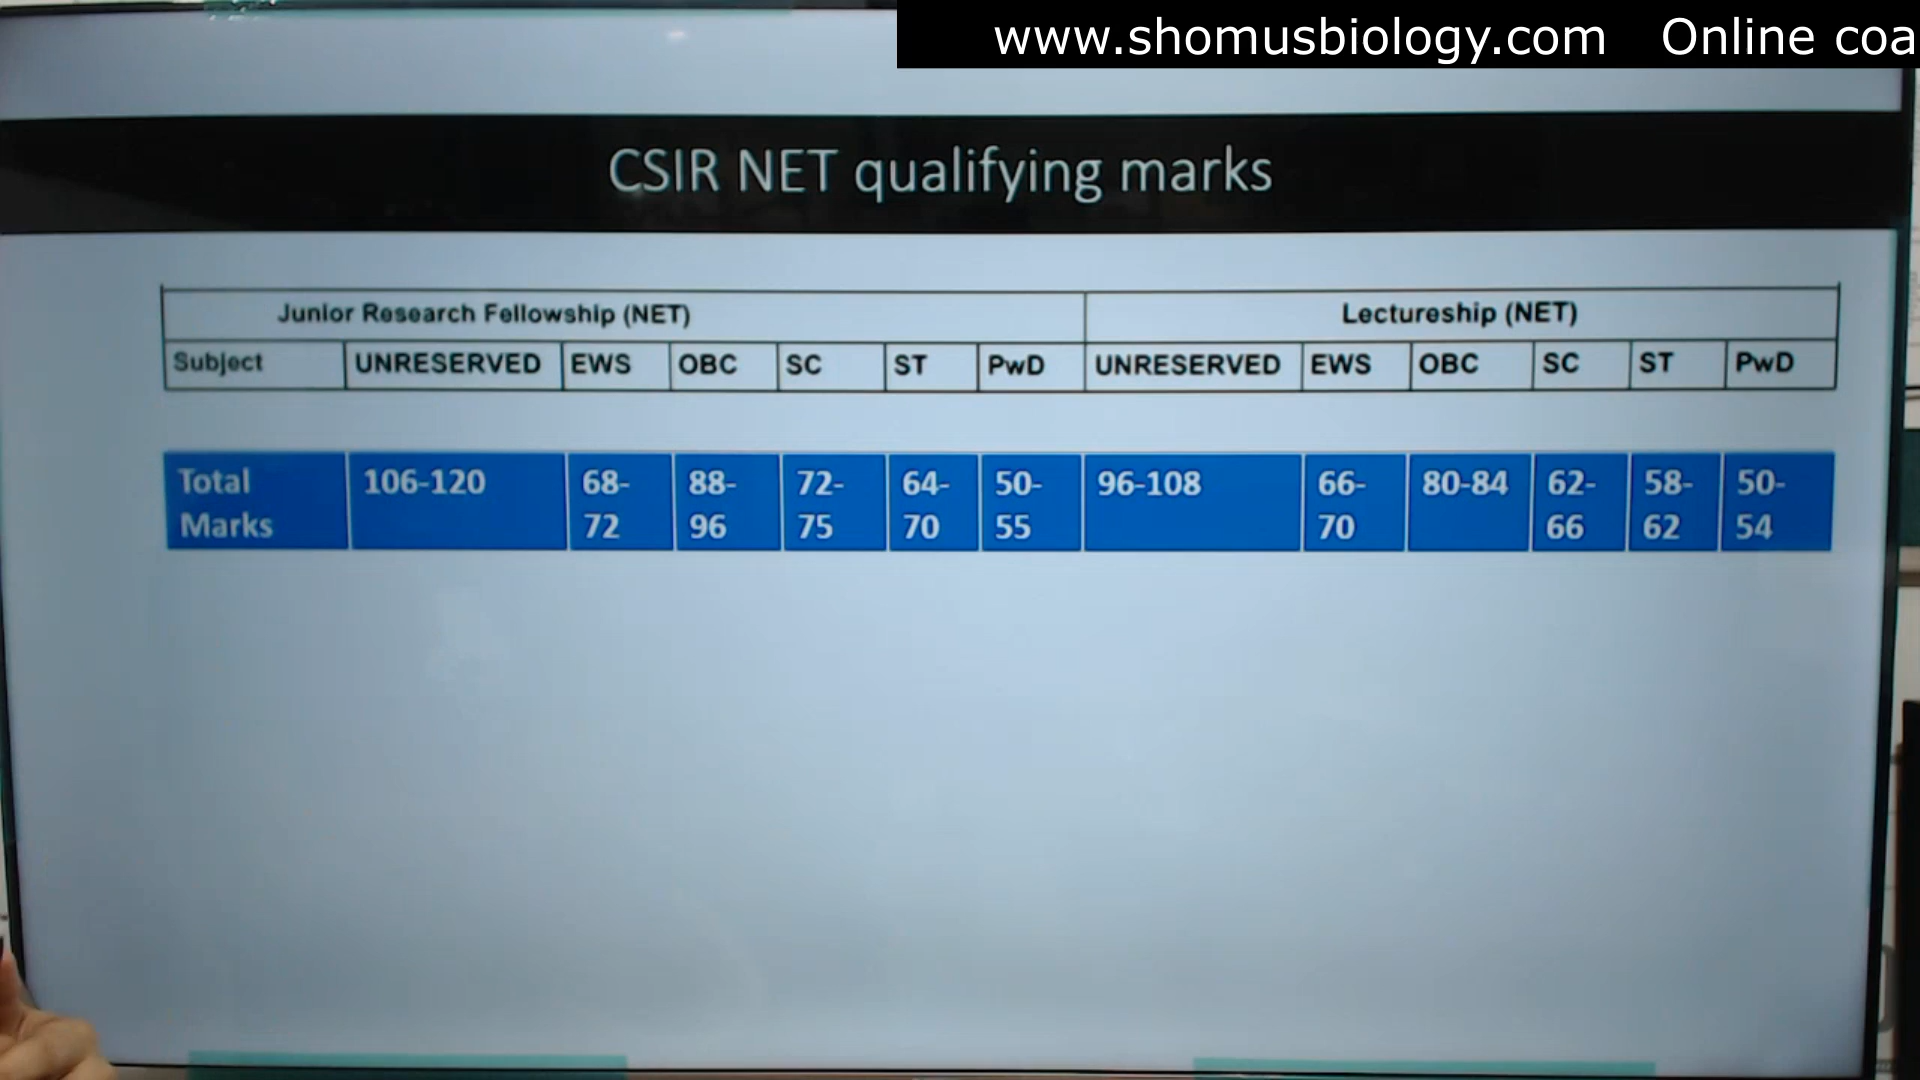 www.shomusbiology.com Online coa
CSIR NET qualifying marks
Junior Research Fellowship (NET) Lectureship (NET)
Subject UNRESERVED EWS OBC SC ST PwD UNRESERVED EWS OBC SC ST PwD
Total 106-120 68- 88- 72- 64- 50- 96-108 66- 80-84 62- 58- 50-
Marks 72 96 75 70 55 70 66 62 54